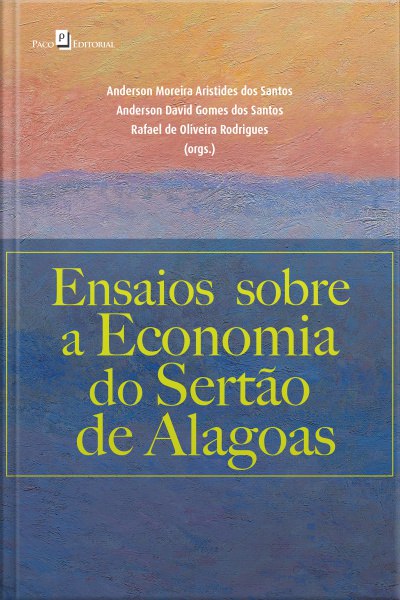 PACO EDITORIAL
Anderson Moreira Aristides dos Santos
Anderson David Gomes dos Santos
Rafael de Oliveira Rodrigues
(orgs.)
Ensaios sobre
a Economia
do Sertão
de Alagoas